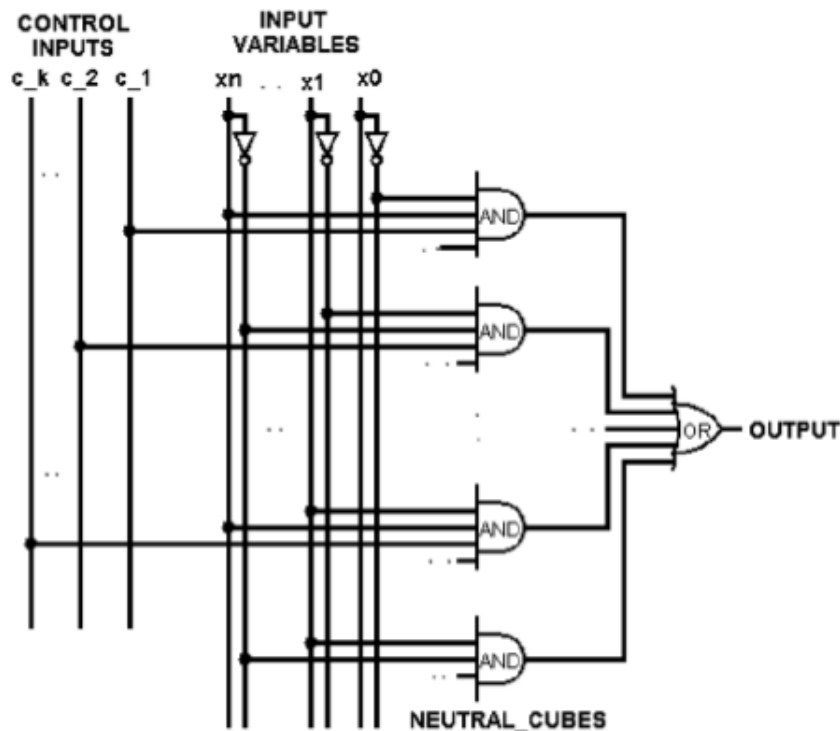 CONTROL
INPUTS
INPUT
VARIABLES
c_k c_2 c_1
xn .. x1 x0
AND
AND
AND
AND
OR
OUTPUT
NEUTRAL_CUBES